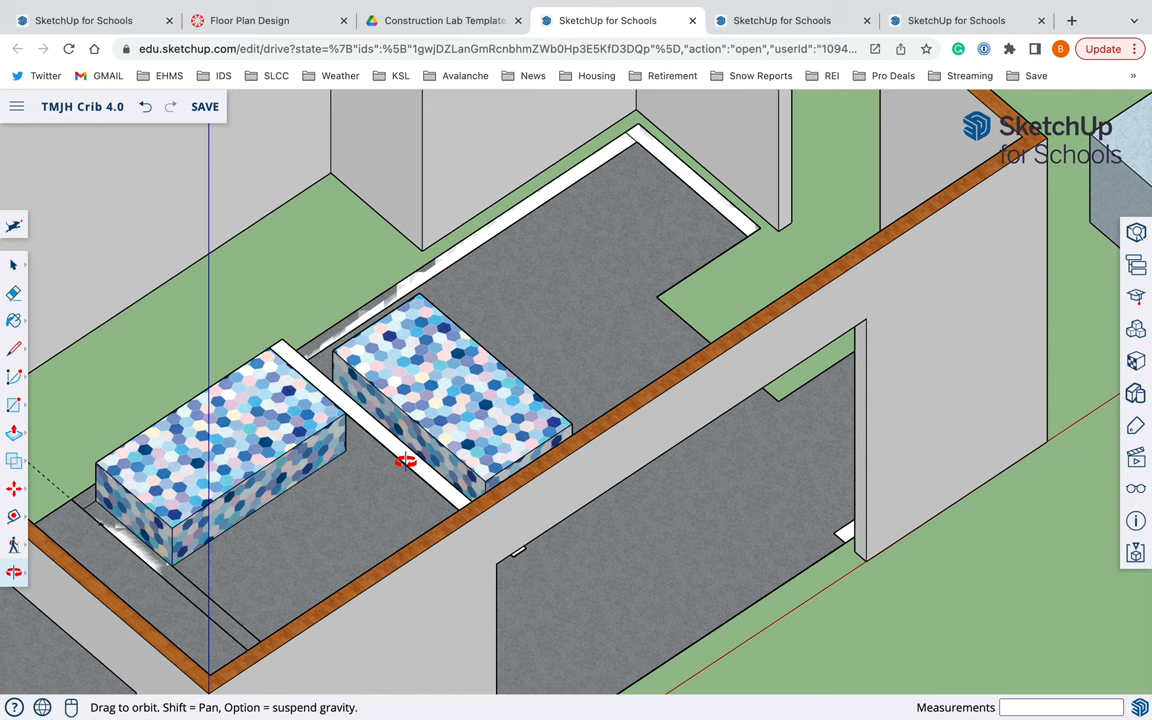 SketchUp for Schools
Floor Plan Design
Construction Lab Template
SketchUp for Schools
SketchUp for Schools
SketchUp for Schools
edu.sketchup.com/edit/drive?state=%7B"ids":%5B"1gwjDZLanGmRcnbhmZWb0Hp3E5KfD3DQp"%5D,"action":"open","userId":"1094...
B
Update
Twitter GMAIL EHMS IDS SLCC Weather KSL Avalanche News Housing Retirement Snow Reports REI Pro Deals Streaming Save »
TMJH Crib 4.0 SAVE
SketchUp
for Schools
Drag to orbit. Shift = Pan, Option = suspend gravity.
Measurements